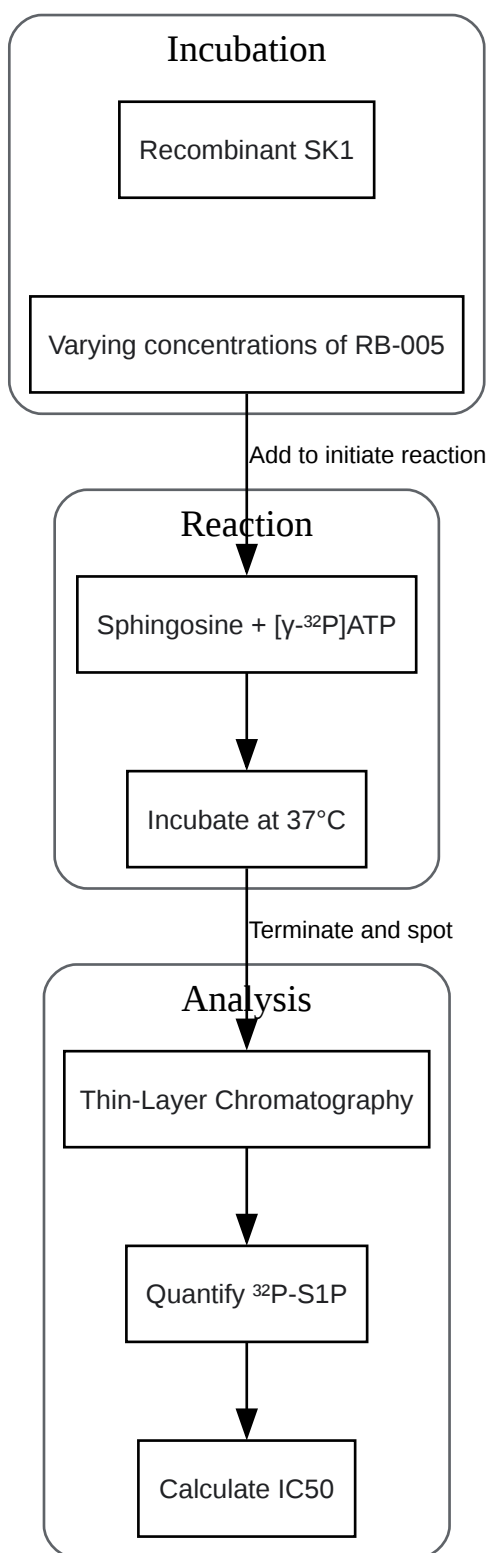 Incubation
Recombinant SK1
Varying concentrations of RB-005
Add to initiate reaction
Reaction
Sphingosine + [γ-³²P]ATP
Incubate at 37°C
Terminate and spot
Analysis
Thin-Layer Chromatography
Quantify ³²P-S1P
Calculate IC50